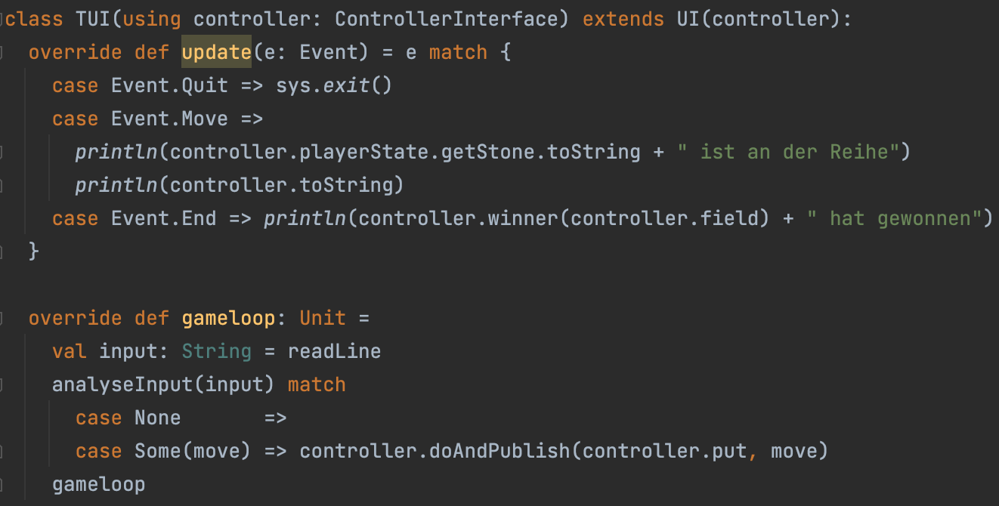 class TUI(using controller: ControllerInterface) extends UI(controller):
  override def update(e: Event) = e match {
    case Event.Quit => sys.exit()
    case Event.Move =>
      println(controller.playerState.getStone.toString + " ist an der Reihe")
      println(controller.toString)
    case Event.End => println(controller.winner(controller.field) + " hat gewonnen")
  }
  override def gameloop: Unit =
    val input: String = readLine
    analyseInput(input) match
      case None       =>
      case Some(move) => controller.doAndPublish(controller.put, move)
    gameloop